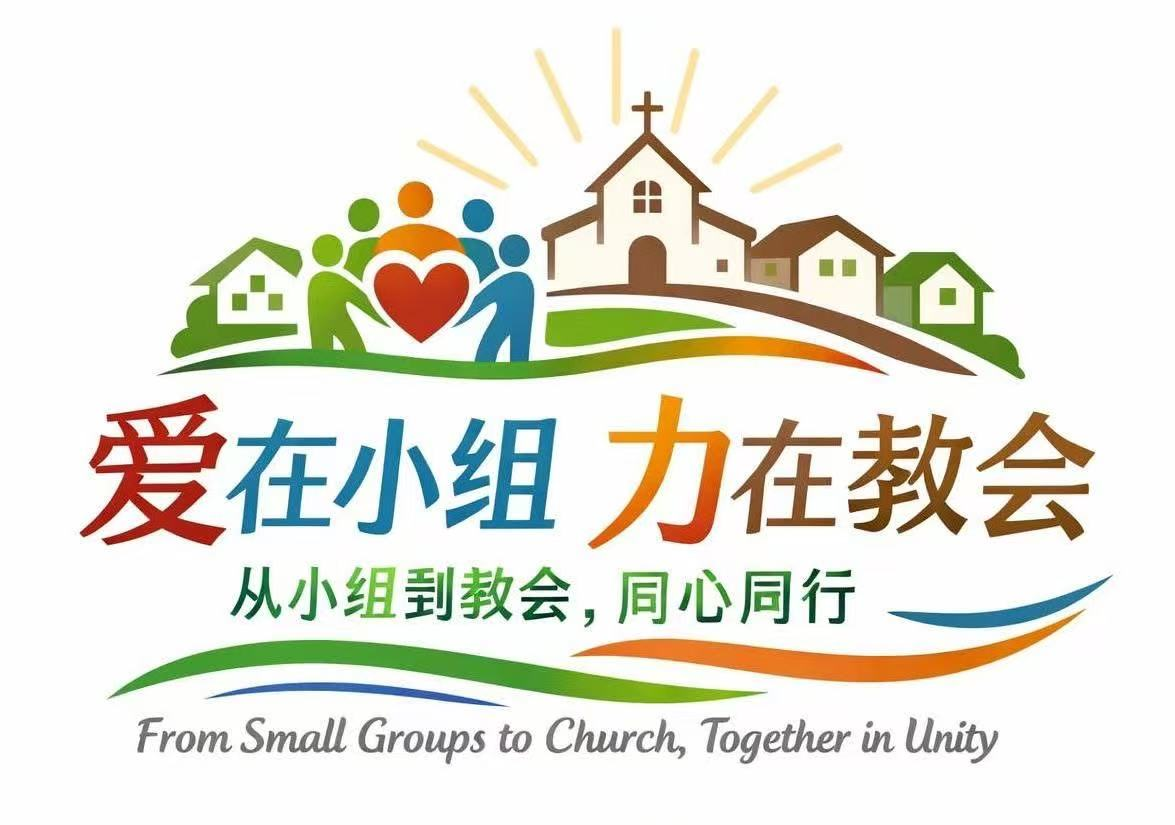 爱在小组 力在教会
从小组到教会，同心同行
From Small Groups to Church, Together in Unity